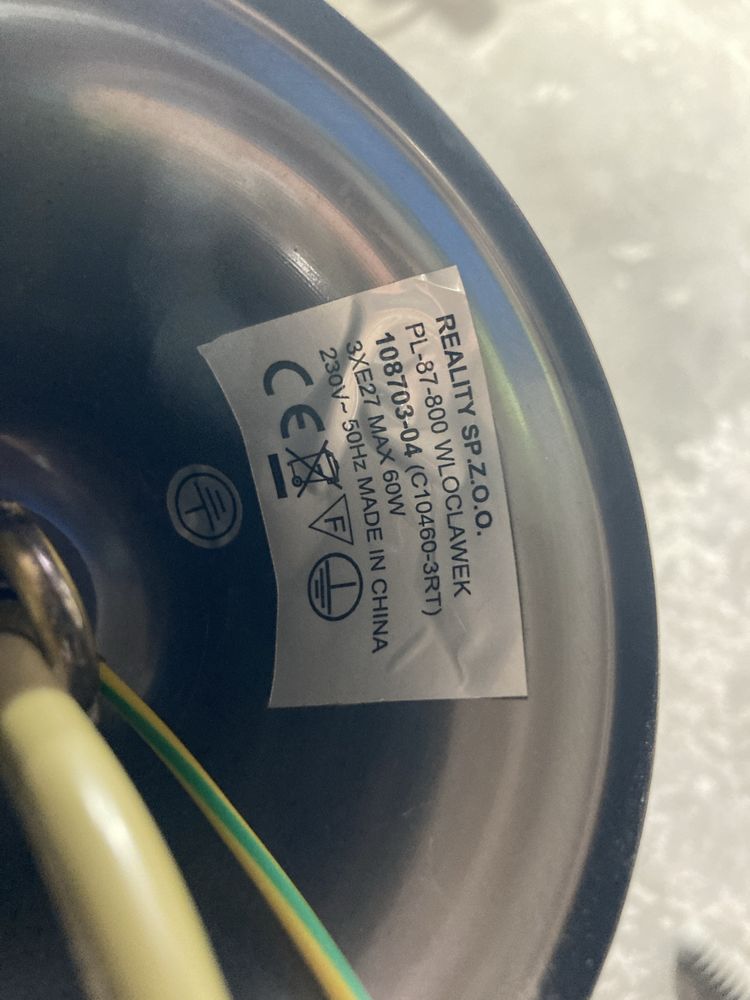 REALITY SP.Z.O.O.
PL-87-800 WLOCLAWEK
108703-04 (C10460-3RT)
3XE27 MAX 60W
230V~ 50Hz MADE IN CHINA
CE F